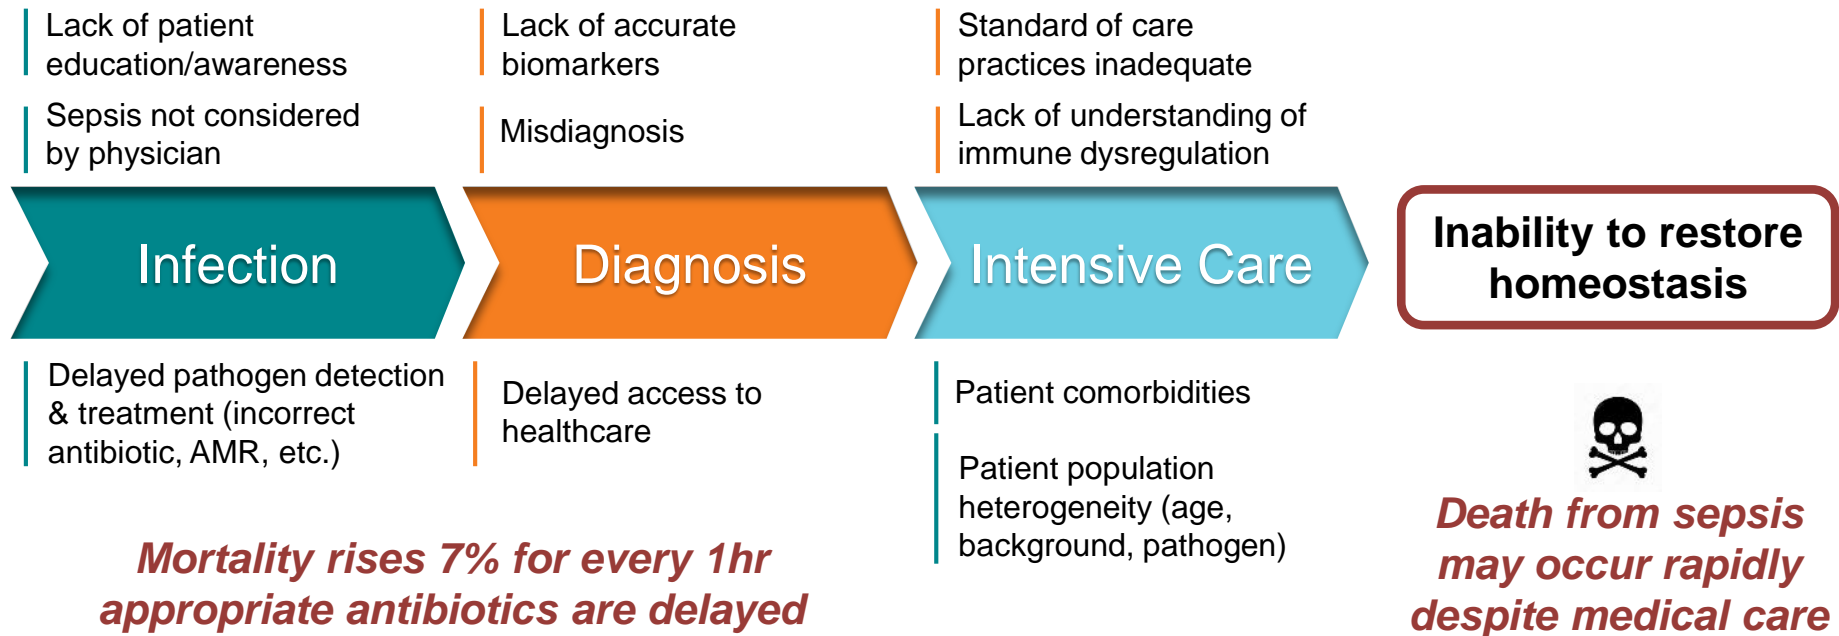 Lack of patient
education/awareness
Sepsis not considered
by physician
Lack of accurate
biomarkers
Misdiagnosis
Standard of care
practices inadequate
Lack of understanding of
immune dysregulation
Infection
Diagnosis
Intensive Care
Inability to restore
homeostasis
Delayed pathogen detection
& treatment (incorrect
antibiotic, AMR, etc.)
Delayed access to
healthcare
Patient comorbidities
Patient population
heterogeneity (age,
background, pathogen)
Mortality rises 7% for every 1hr
appropriate antibiotics are delayed
Death from sepsis
may occur rapidly
despite medical care